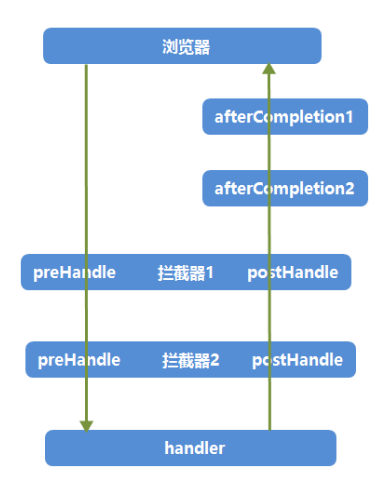 浏览器
afterCompletion1
afterCompletion2
preHandle 拦截器1 postHandle
preHandle 拦截器2 postHandle
handler